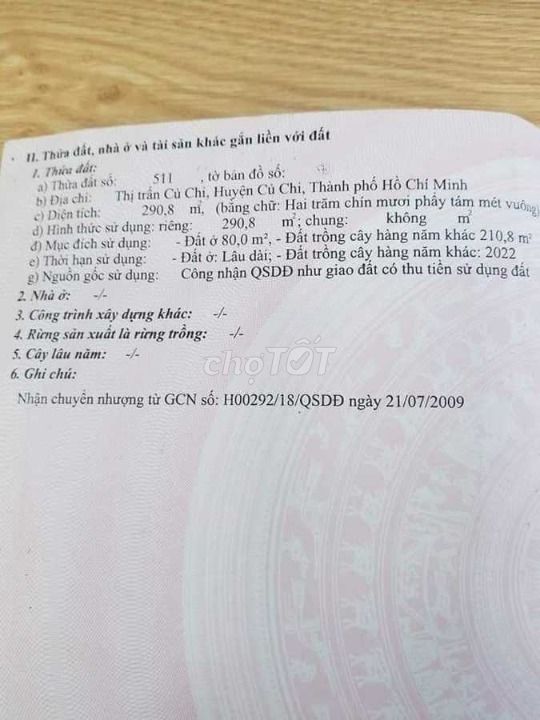 II. Thửa đất, nhà ở và tài sản khác gắn liền với đất
1. Thửa đất:
a) Thửa đất số: 511 , tờ bản đồ số:
b) Địa chỉ: Thị trấn Củ Chi, Huyện Củ Chi, Thành phố Hồ Chí Minh
c) Diện tích: 290,8 m², (bằng chữ: Hai trăm chín mươi phẩy tám mét vuông)
d) Hình thức sử dụng: riêng: 290,8 m²; chung: không m²
đ) Mục đích sử dụng: - Đất ở 80,0 m², - Đất trồng cây hàng năm khác 210,8 m²
e) Thời hạn sử dụng: - Đất ở: Lâu dài; - Đất trồng cây hàng năm khác: 2022
g) Nguồn gốc sử dụng: Công nhận QSDĐ như giao đất có thu tiền sử dụng đất
2. Nhà ở: -/-
3. Công trình xây dựng khác: -/-
4. Rừng sản xuất là rừng trồng: -/-
5. Cây lâu năm: -/-
6. Ghi chú:
Nhận chuyển nhượng từ GCN số: H00292/18/QSDĐ ngày 21/07/2009
chợTỐT